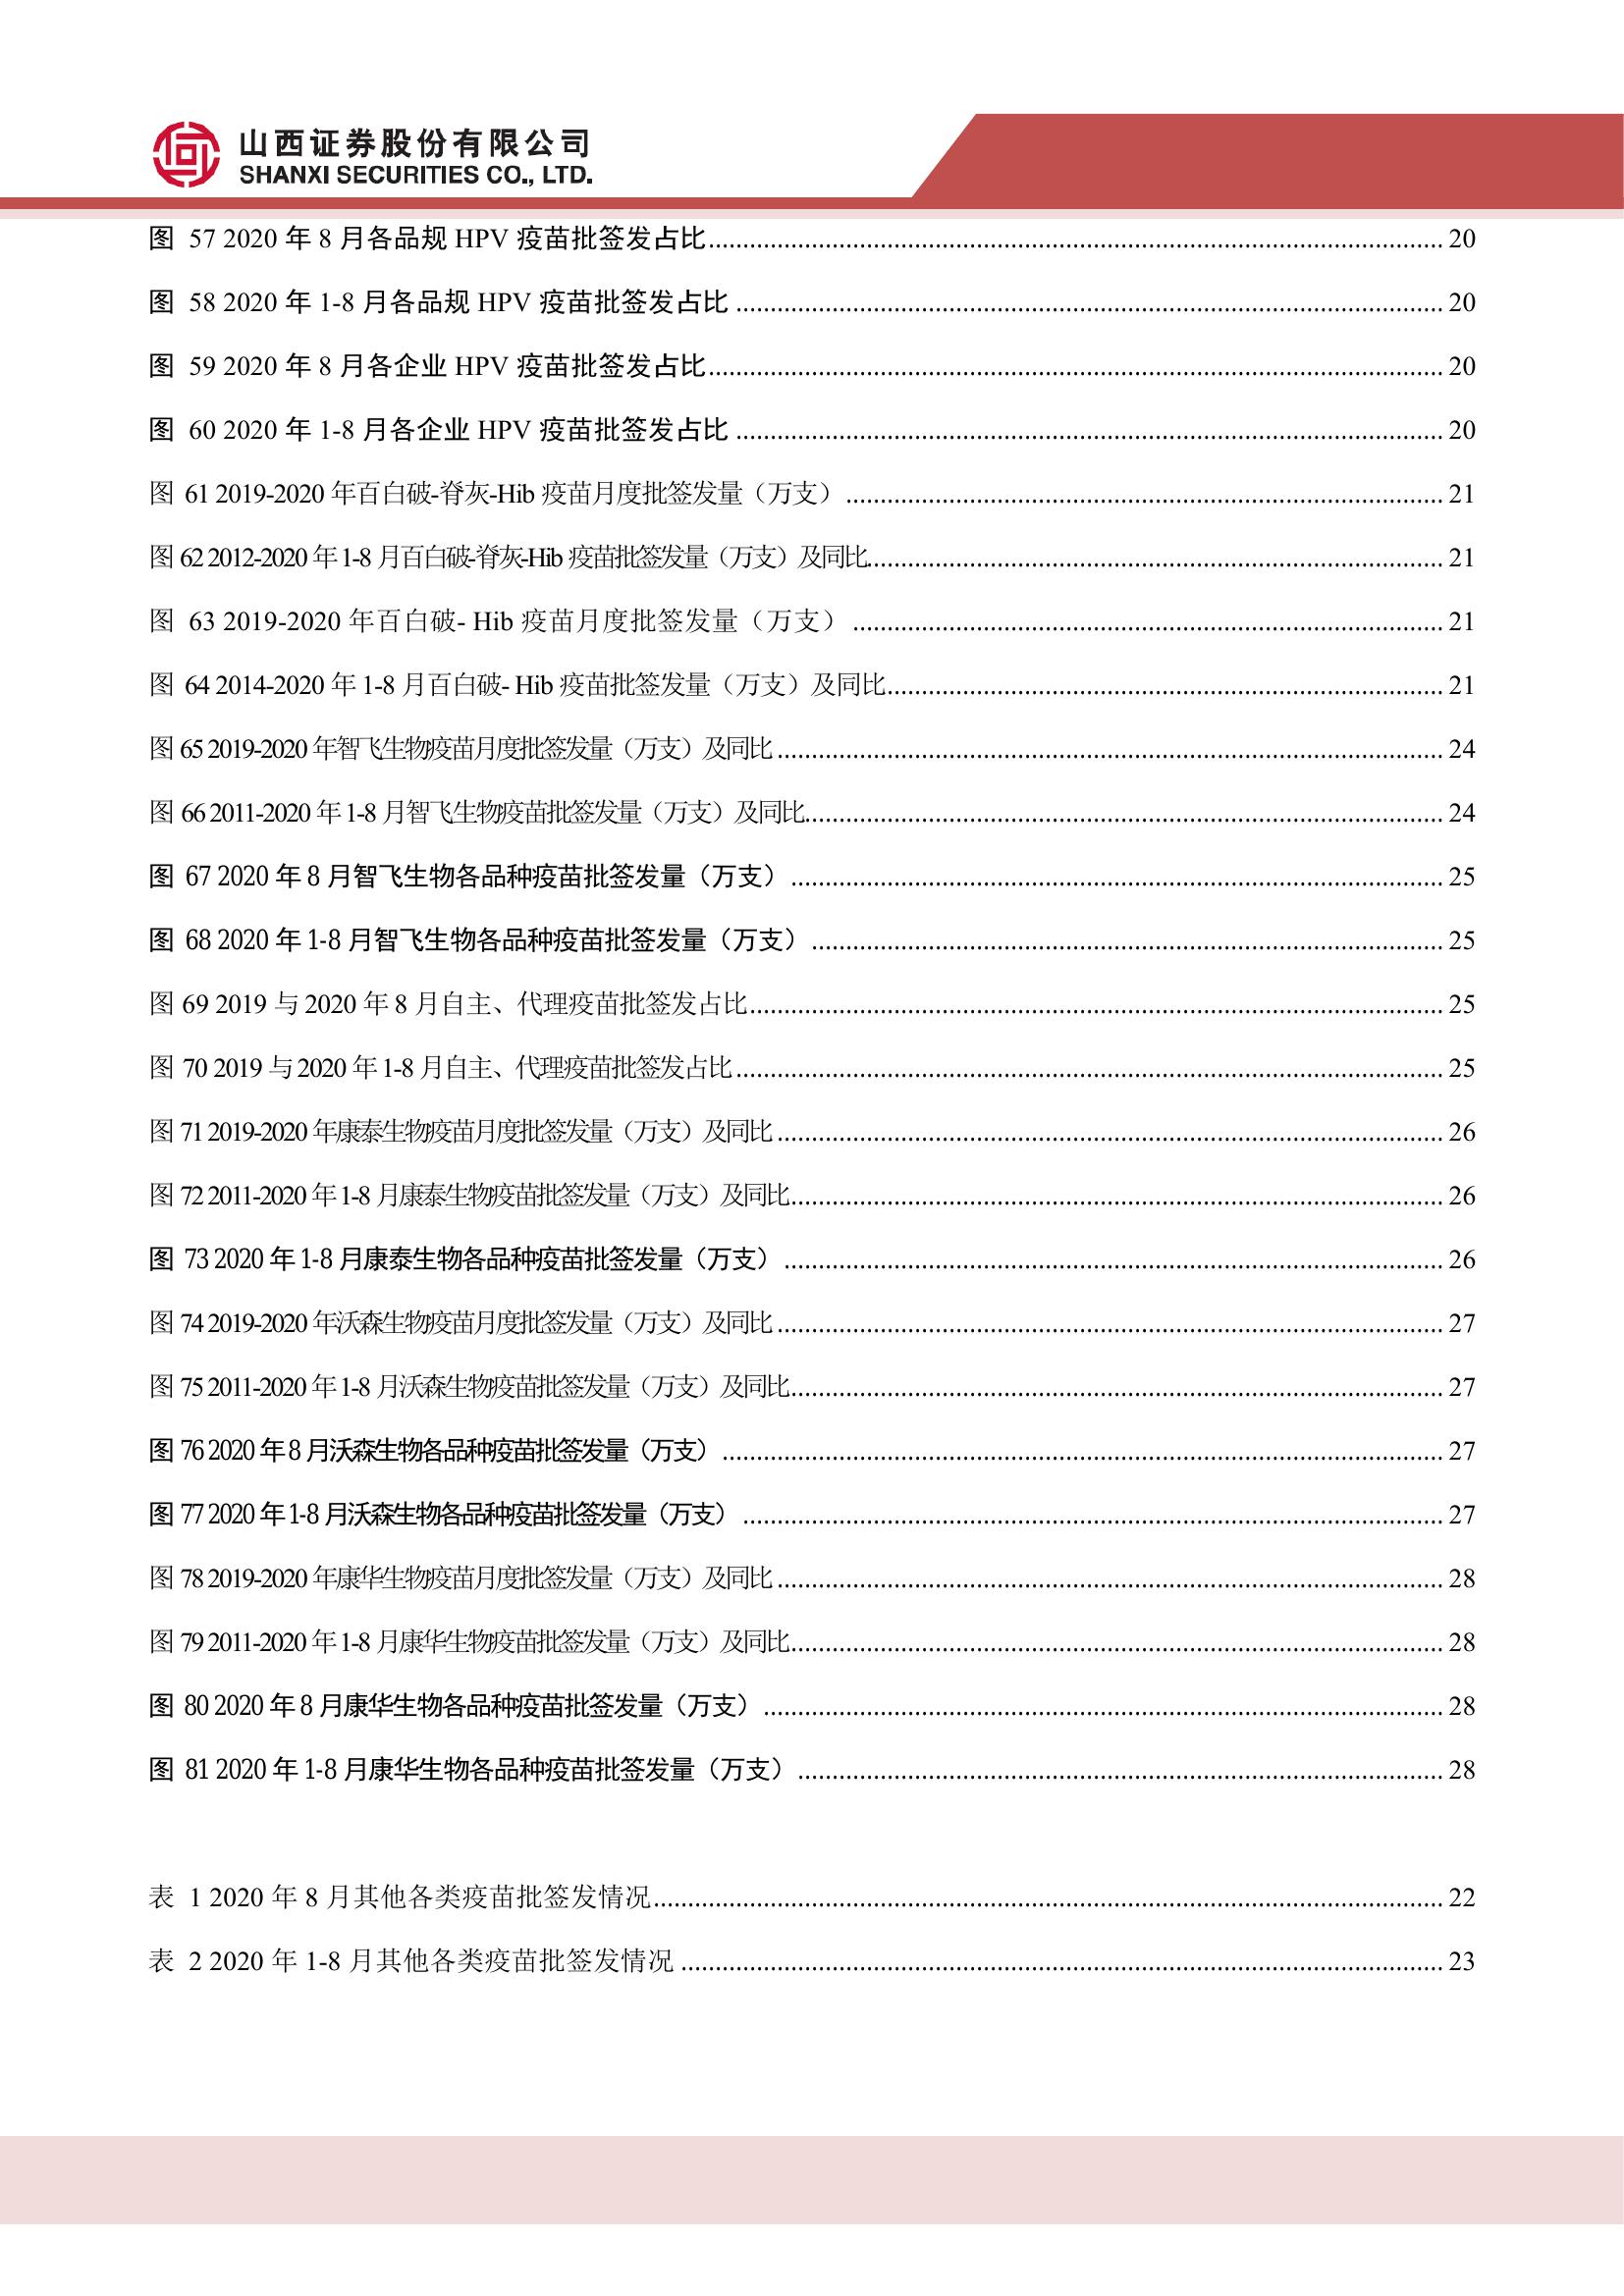 山西证券股份有限公司
SHANXI SECURITIES CO., LTD.
图 57 2020 年 8 月各品规 HPV 疫苗批签发占比 20
图 58 2020 年 1-8 月各品规 HPV 疫苗批签发占比 20
图 59 2020 年 8 月各企业 HPV 疫苗批签发占比 20
图 60 2020 年 1-8 月各企业 HPV 疫苗批签发占比 20
图 61 2019-2020 年百白破-脊灰-Hib 疫苗月度批签发量（万支） 21
图 62 2012-2020 年 1-8 月百白破-脊灰-Hib 疫苗批签发量（万支）及同比 21
图 63 2019-2020 年百白破- Hib 疫苗月度批签发量（万支） 21
图 64 2014-2020 年 1-8 月百白破- Hib 疫苗批签发量（万支）及同比 21
图 65 2019-2020 年智飞生物疫苗月度批签发量（万支）及同比 24
图 66 2011-2020 年 1-8 月智飞生物疫苗批签发量（万支）及同比 24
图 67 2020 年 8 月智飞生物各品种疫苗批签发量（万支） 25
图 68 2020 年 1-8 月智飞生物各品种疫苗批签发量（万支） 25
图 69 2019 与 2020 年 8 月自主、代理疫苗批签发占比 25
图 70 2019 与 2020 年 1-8 月自主、代理疫苗批签发占比 25
图 71 2019-2020 年康泰生物疫苗月度批签发量（万支）及同比 26
图 72 2011-2020 年 1-8 月康泰生物疫苗批签发量（万支）及同比 26
图 73 2020 年 1-8 月康泰生物各品种疫苗批签发量（万支） 26
图 74 2019-2020 年沃森生物疫苗月度批签发量（万支）及同比 27
图 75 2011-2020 年 1-8 月沃森生物疫苗批签发量（万支）及同比 27
图 76 2020 年 8 月沃森生物各品种疫苗批签发量（万支） 27
图 77 2020 年 1-8 月沃森生物各品种疫苗批签发量（万支） 27
图 78 2019-2020 年康华生物疫苗月度批签发量（万支）及同比 28
图 79 2011-2020 年 1-8 月康华生物疫苗批签发量（万支）及同比 28
图 80 2020 年 8 月康华生物各品种疫苗批签发量（万支） 28
图 81 2020 年 1-8 月康华生物各品种疫苗批签发量（万支） 28
表 1 2020 年 8 月其他各类疫苗批签发情况 22
表 2 2020 年 1-8 月其他各类疫苗批签发情况 23